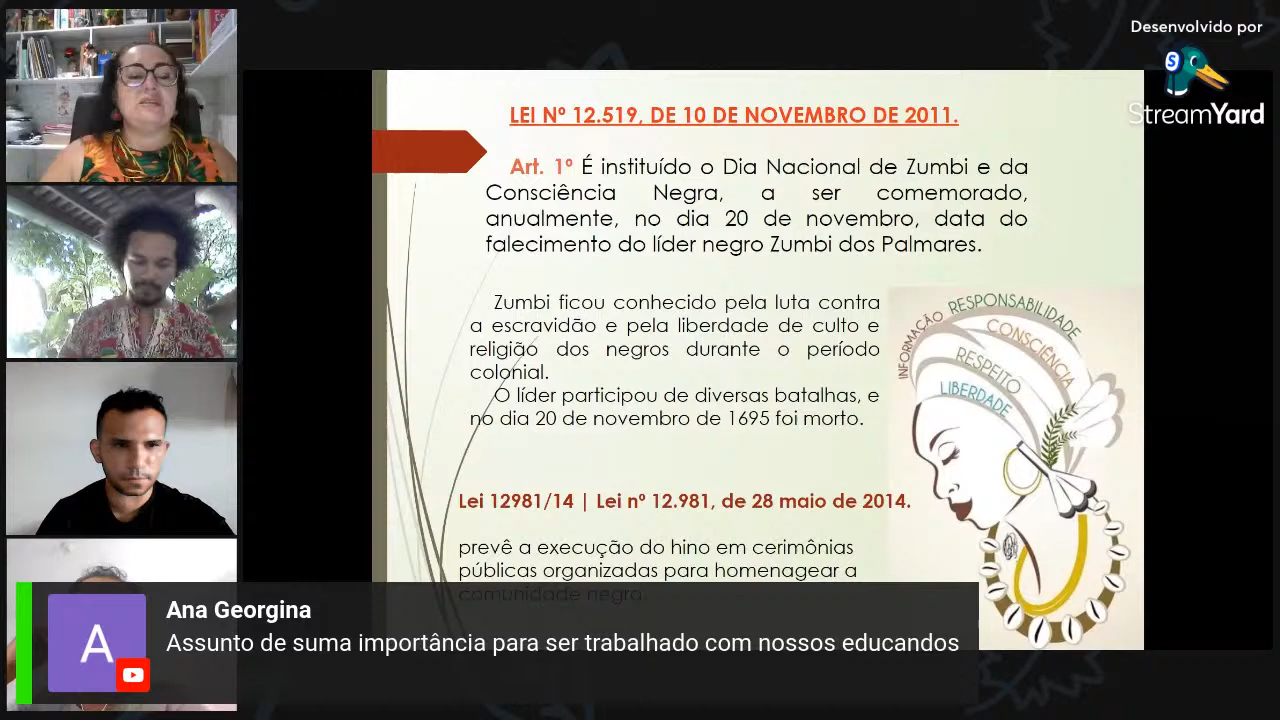 Desenvolvido por
S
StreamYard
LEI Nº 12.519, DE 10 DE NOVEMBRO DE 2011.
Art. 1º É instituído o Dia Nacional de Zumbi e da
Consciência Negra, a ser comemorado,
anualmente, no dia 20 de novembro, data do
falecimento do líder negro Zumbi dos Palmares.
Zumbi ficou conhecido pela luta contra
a escravidão e pela liberdade de culto e
religião dos negros durante o período
colonial.
O líder participou de diversas batalhas, e
no dia 20 de novembro de 1695 foi morto.
INFORMAÇÃO
RESPONSABILIDADE
CONSCIÊNCIA
RESPEITO
LIBERDADE
Lei 12981/14 | Lei nº 12.981, de 28 maio de 2014.
prevê a execução do hino em cerimônias
públicas organizadas para homenagear a
comunidade negra.
A
Ana Georgina
Assunto de suma importância para ser trabalhado com nossos educandos